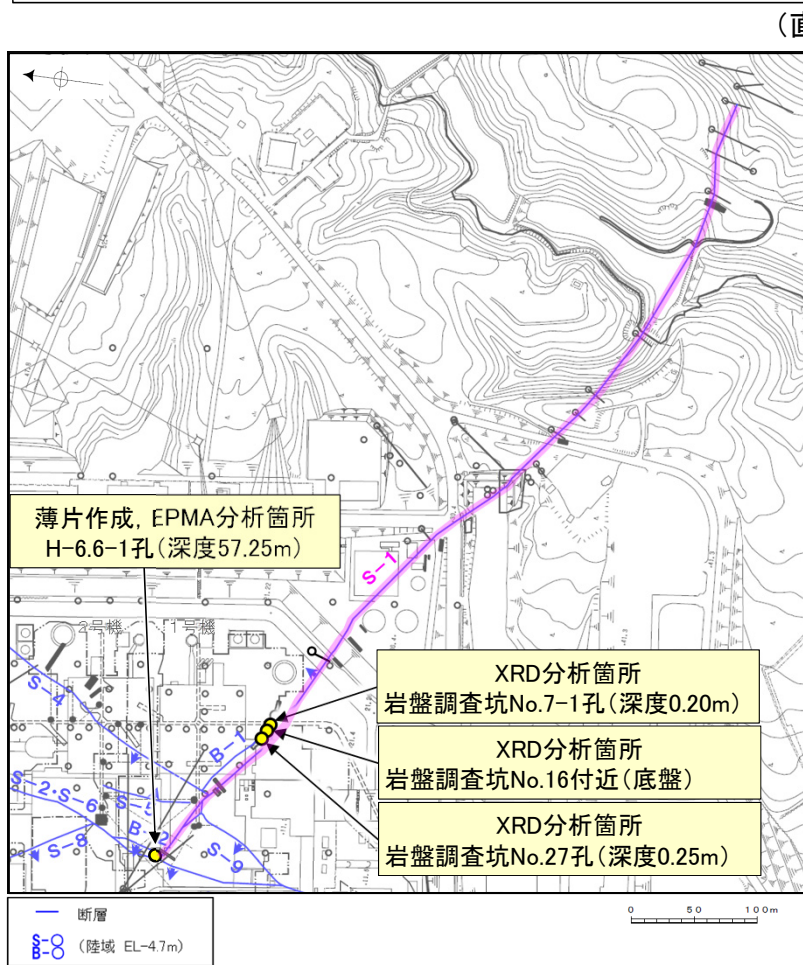 (直
薄片作成, EPMA分析箇所
H-6.6-1孔(深度57.25m)
S-1
2号機
1号機
XRD分析箇所
岩盤調査坑No.7-1孔(深度0.20m)
S-4
B-1
XRD分析箇所
岩盤調査坑No.16付近(底盤)
S-2・S-6
S-5
B-2
S-8
S-9
XRD分析箇所
岩盤調査坑No.27孔(深度0.25m)
断層
S-○
B-○
(陸域 EL-4.7m)
0 50 100m